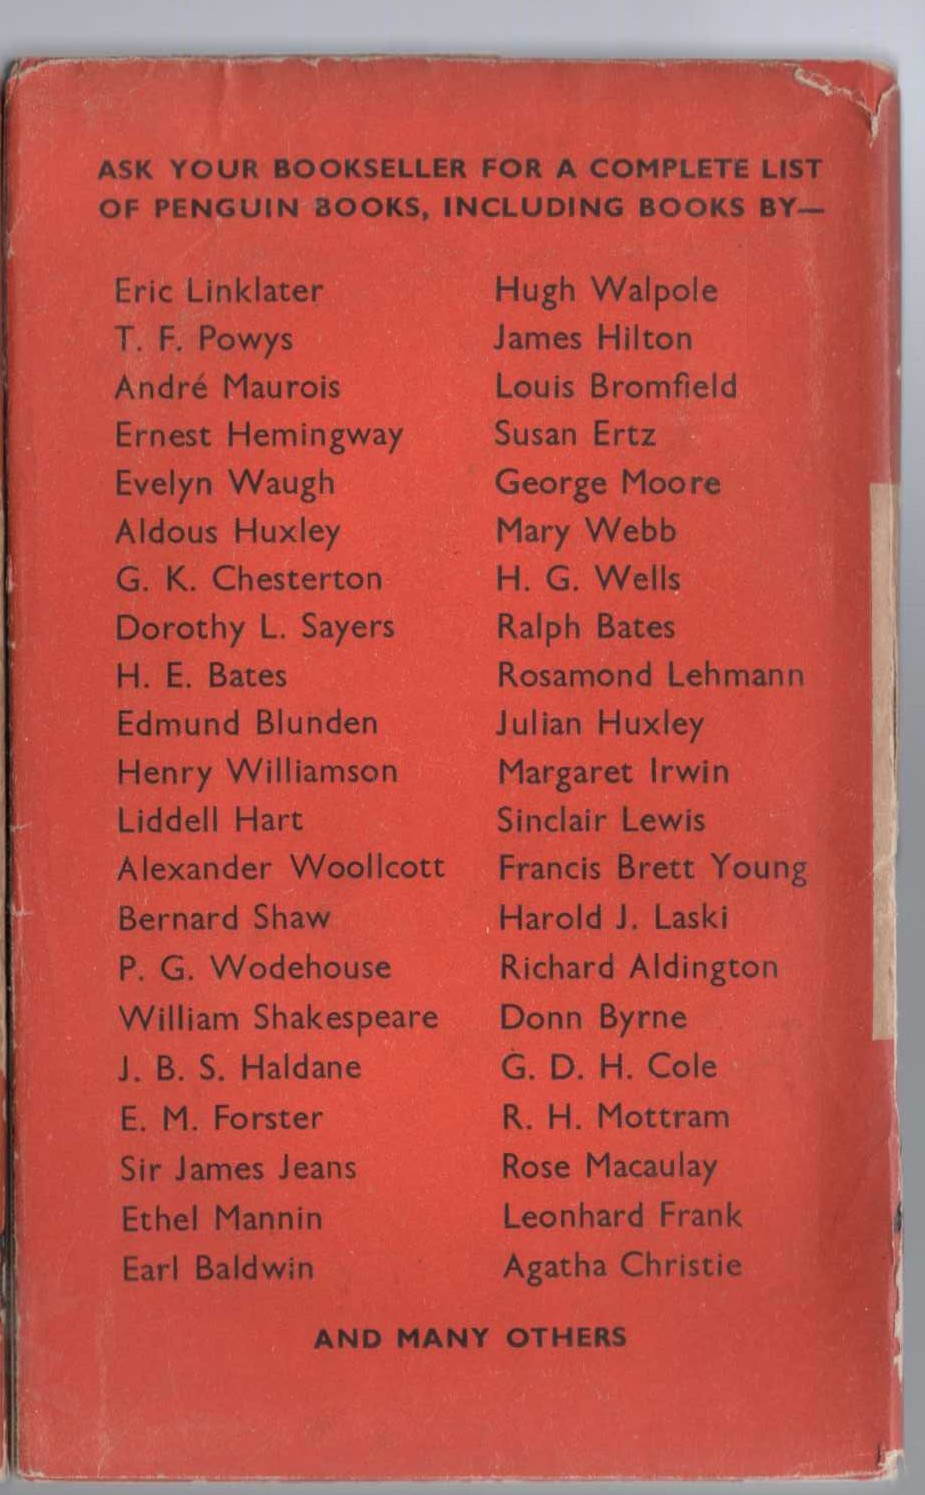 ASK YOUR BOOKSELLER FOR A COMPLETE LIST
OF PENGUIN BOOKS, INCLUDING BOOKS BY—
Eric Linklater
T. F. Powys
André Maurois
Ernest Hemingway
Evelyn Waugh
Aldous Huxley
G. K. Chesterton
Dorothy L. Sayers
H. E. Bates
Edmund Blunden
Henry Williamson
Liddell Hart
Alexander Woollcott
Bernard Shaw
P. G. Wodehouse
William Shakespeare
J. B. S. Haldane
E. M. Forster
Sir James Jeans
Ethel Mannin
Earl Baldwin
Hugh Walpole
James Hilton
Louis Bromfield
Susan Ertz
George Moore
Mary Webb
H. G. Wells
Ralph Bates
Rosamond Lehmann
Julian Huxley
Margaret Irwin
Sinclair Lewis
Francis Brett Young
Harold J. Laski
Richard Aldington
Donn Byrne
G. D. H. Cole
R. H. Mottram
Rose Macaulay
Leonhard Frank
Agatha Christie
AND MANY OTHERS